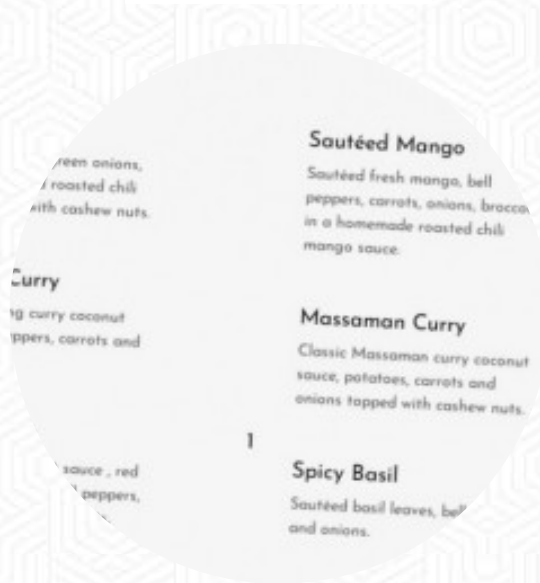 reen onions,
roasted chili
with cashew nuts.
Curry
ng curry coconut
ppers, carrots and
sauce , red
peppers,
1
Sautéed Mango
Sautéed fresh mango, bell
peppers, carrots, onions, brocco
in a homemade roasted chili
mango sauce.
Massaman Curry
Classic Massaman curry coconut
sauce, potatoes, carrots and
onions topped with cashew nuts.
Spicy Basil
Sautéed basil leaves, bell
and onions.